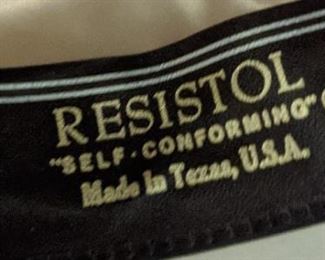 RESISTOL
"SELF-CONFORMING"
Made In Texas, U.S.A.